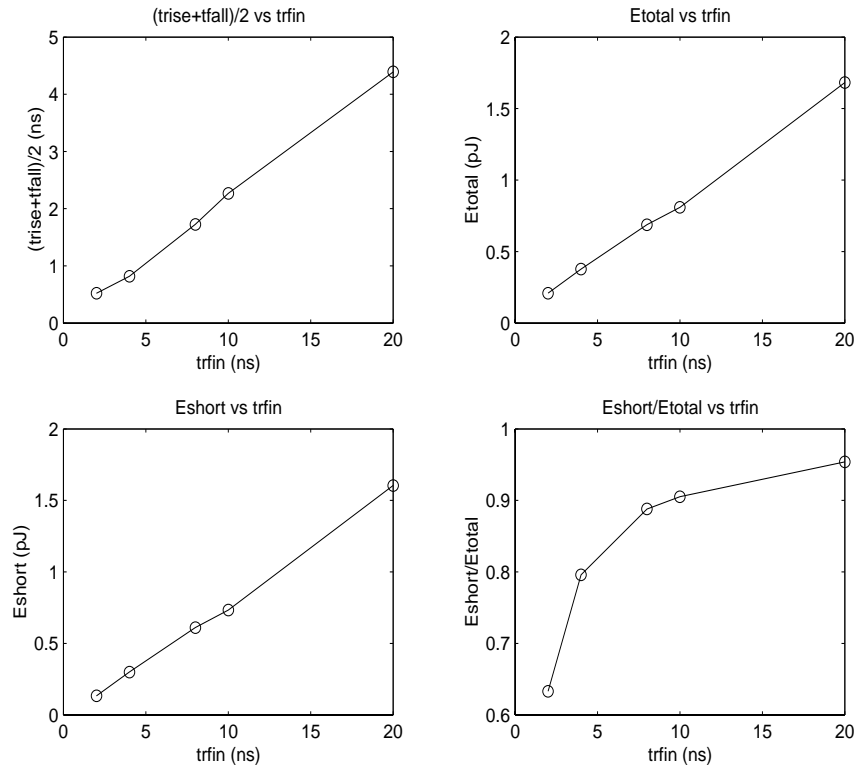 (trise+tfall)/2 vs trfin
5
4
3
2
1
0
(trise+tfall)/2 (ns)
0 5 10 15 20
trfin (ns)
Etotal vs trfin
2
1.5
1
0.5
0
Etotal (pJ)
0 5 10 15 20
trfin (ns)
Eshort vs trfin
2
1.5
1
0.5
0
Eshort (pJ)
0 5 10 15 20
trfin (ns)
Eshort/Etotal vs trfin
1
0.9
0.8
0.7
0.6
Eshort/Etotal
0 5 10 15 20
trfin (ns)